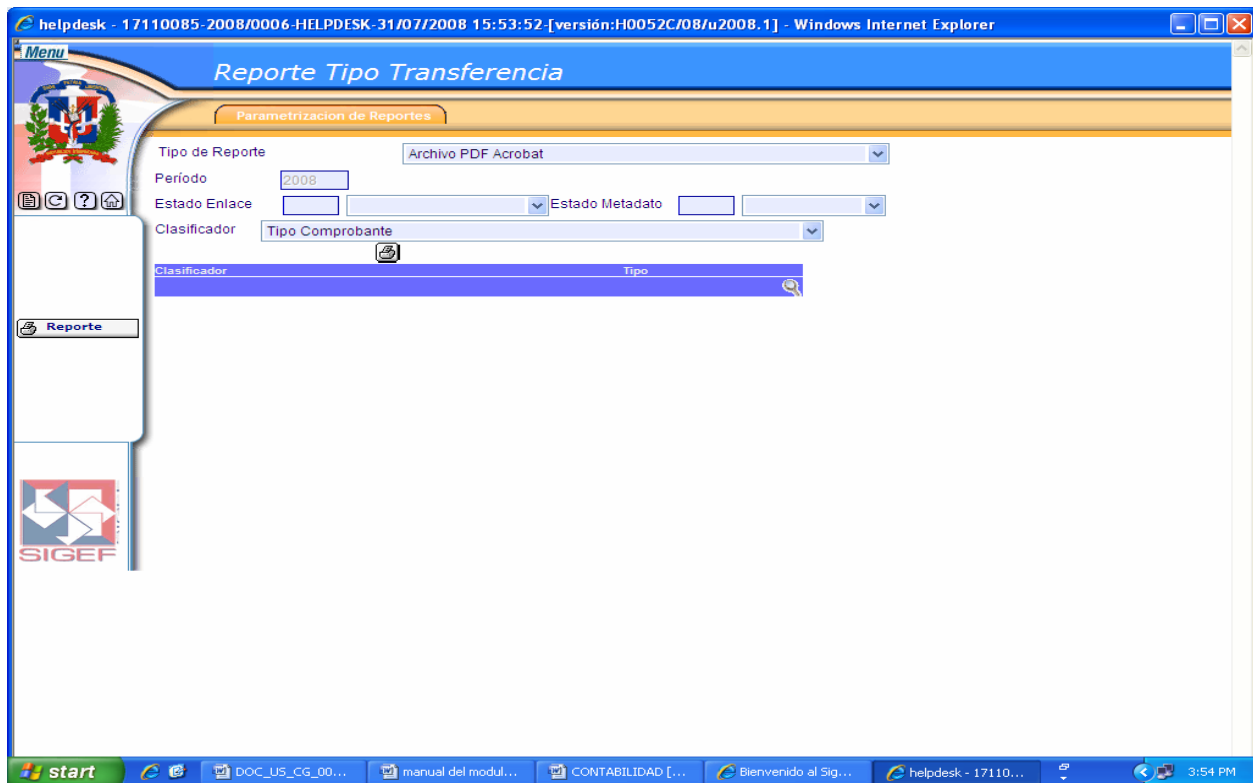 helpdesk - 17110085-2008/0006-HELPDESK-31/07/2008 15:53:52-[versión:H0052C/08/u2008.1] - Windows Internet Explorer
Menu
Reporte Tipo Transferencia
Parametrizacion de Reportes
Tipo de Reporte Archivo PDF Acrobat
Período 2008
Estado Enlace Estado Metadato
Clasificador Tipo Comprobante
Clasificador Tipo
Reporte
SIGEF
start DOC_US_CG_00... manual del modul... CONTABILIDAD [... Bienvenido al Sig... helpdesk - 17110... 3:54 PM